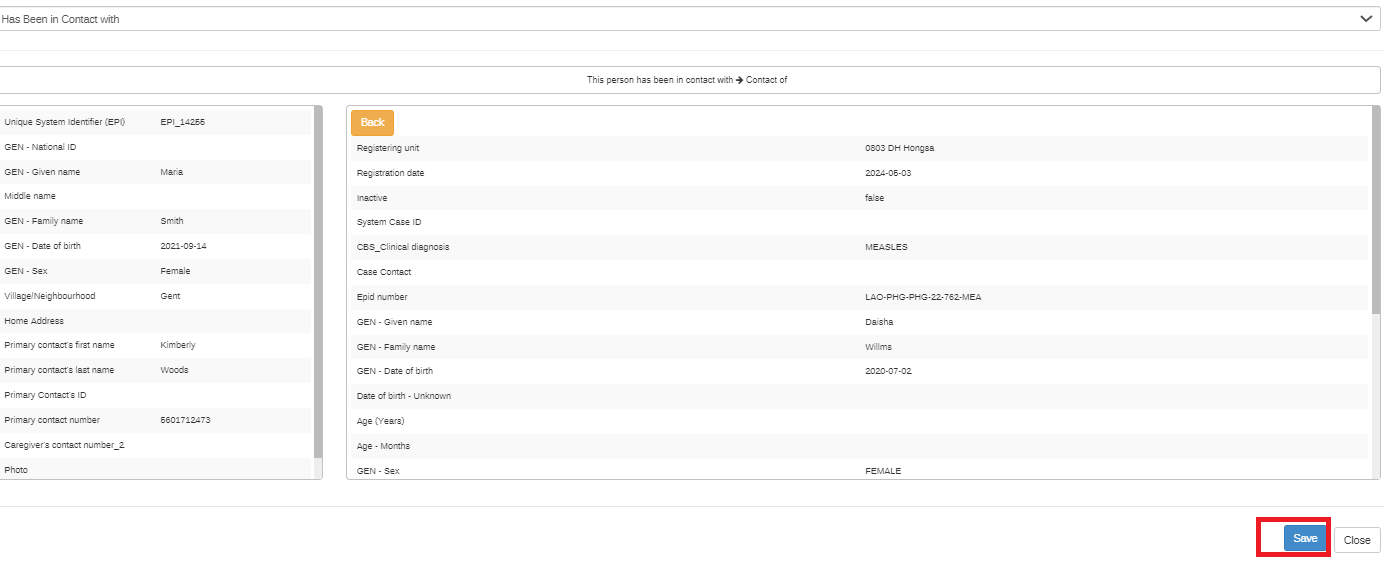 Has Been in Contact with
This person has been in contact with → Contact of
Unique System Identifier (EPI) EPI_14255
GEN - National ID
GEN - Given name Maria
Middle name
GEN - Family name Smith
GEN - Date of birth 2021-09-14
GEN - Sex Female
Village/Neighbourhood Gent
Home Address
Primary contact's first name Kimberly
Primary contact's last name Woods
Primary Contact's ID
Primary contact number 5601712473
Caregiver's contact number_2
Photo
Back
Registering unit 0803 DH Hongsa
Registration date 2024-05-03
Inactive false
System Case ID
CBS_Clinical diagnosis MEASLES
Case Contact
Epid number LAO-PHG-PHG-22-762-MEA
GEN - Given name Daisha
GEN - Family name Willms
GEN - Date of birth 2020-07-02
Date of birth - Unknown
Age (Years)
Age - Months
GEN - Sex FEMALE
Save Close